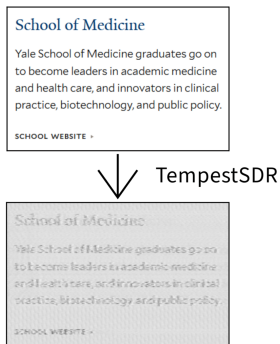 School of Medicine
Yale School of Medicine graduates go on
to become leaders in academic medicine
and health care, and innovators in clinical
practice, biotechnology, and public policy.
SCHOOL WEBSITE
TempestSDR
School of Medicine
Yale School of Medicine graduates go on
to become leaders in academic medicine
and health care, and innovators in clinical
practice, biotechnology, and public policy.
SCHOOL WEBSITE